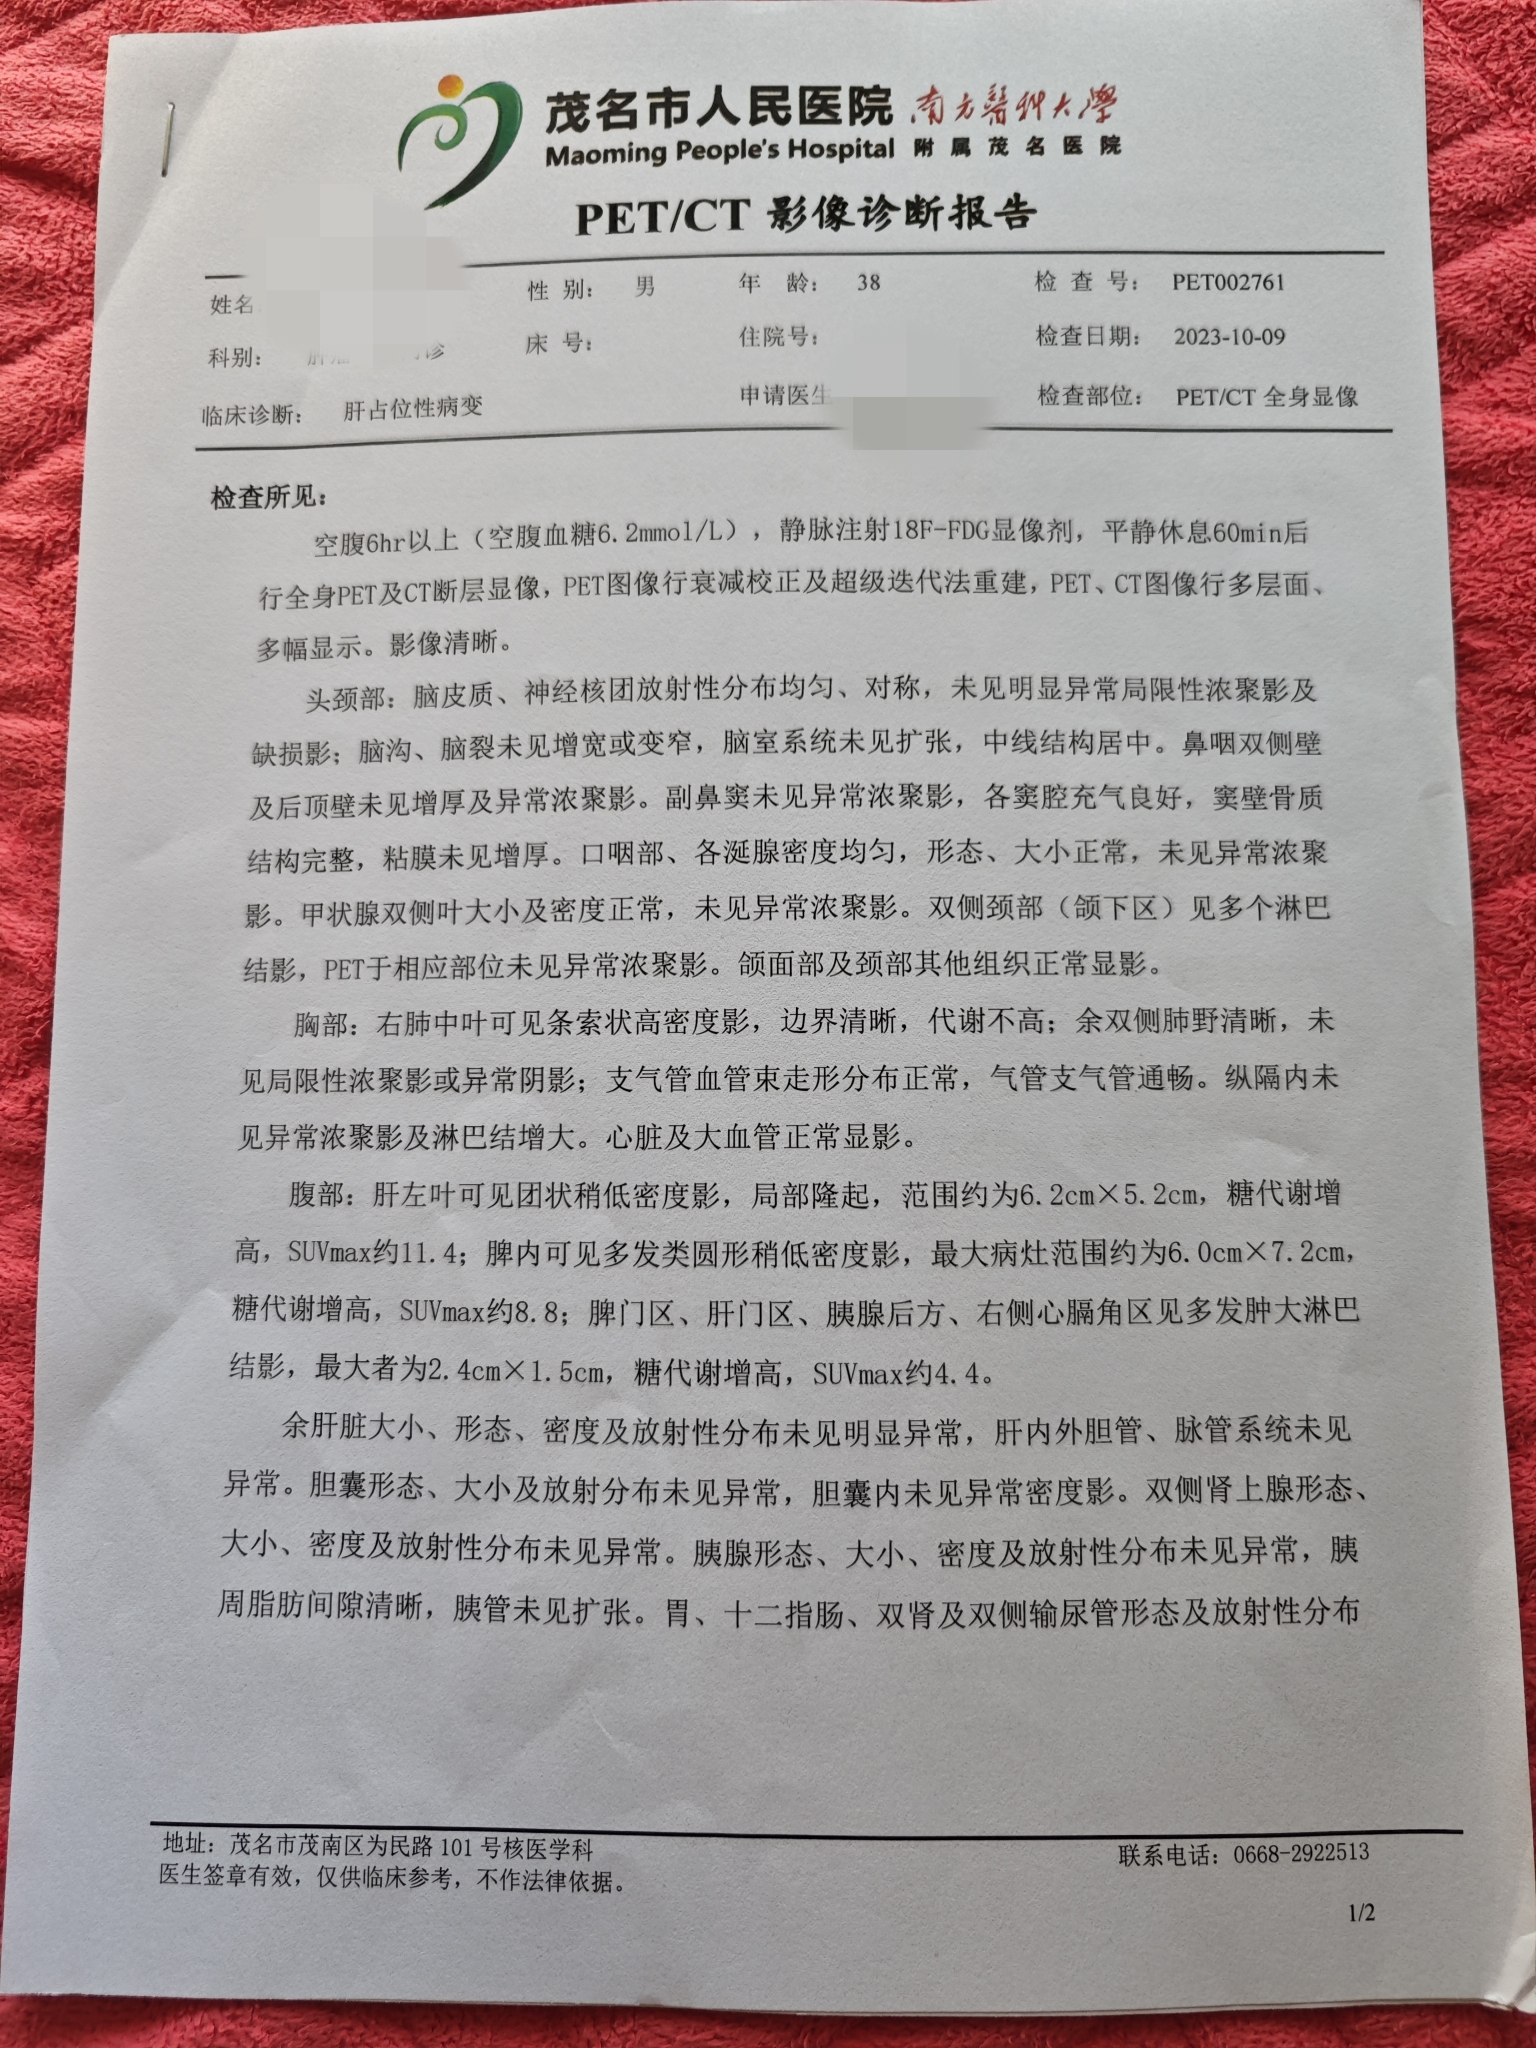 茂名市人民医院 南方醫科大學
Maoming People's Hospital 附属茂名医院
PET/CT 影像诊断报告
姓名 性 别： 男 年 龄： 38 检 查 号： PET002761
科别： 诊 床 号： 住院号： 检查日期： 2023-10-09
临床诊断： 肝占位性病变 申请医生 检查部位： PET/CT 全身显像
检查所见：
空腹6hr以上（空腹血糖6.2mmol/L），静脉注射18F-FDG显像剂，平静休息60min后
行全身PET及CT断层显像，PET图像行衰减校正及超级迭代法重建，PET、CT图像行多层面、
多幅显示。影像清晰。
头颈部：脑皮质、神经核团放射性分布均匀、对称，未见明显异常局限性浓聚影及
缺损影；脑沟、脑裂未见增宽或变窄，脑室系统未见扩张，中线结构居中。鼻咽双侧壁
及后顶壁未见增厚及异常浓聚影。副鼻窦未见异常浓聚影，各窦腔充气良好，窦壁骨质
结构完整，粘膜未见增厚。口咽部、各涎腺密度均匀，形态、大小正常，未见异常浓聚
影。甲状腺双侧叶大小及密度正常，未见异常浓聚影。双侧颈部（颌下区）见多个淋巴
结影，PET于相应部位未见异常浓聚影。颌面部及颈部其他组织正常显影。
胸部：右肺中叶可见条索状高密度影，边界清晰，代谢不高；余双侧肺野清晰，未
见局限性浓聚影或异常阴影；支气管血管束走形分布正常，气管支气管通畅。纵隔内未
见异常浓聚影及淋巴结增大。心脏及大血管正常显影。
腹部：肝左叶可见团状稍低密度影，局部隆起，范围约为6.2cm×5.2cm，糖代谢增
高，SUVmax约11.4；脾内可见多发类圆形稍低密度影，最大病灶范围约为6.0cm×7.2cm，
糖代谢增高，SUVmax约8.8；脾门区、肝门区、胰腺后方、右侧心膈角区见多发肿大淋巴
结影，最大者为2.4cm×1.5cm，糖代谢增高，SUVmax约4.4。
余肝脏大小、形态、密度及放射性分布未见明显异常，肝内外胆管、脉管系统未见
异常。胆囊形态、大小及放射分布未见异常，胆囊内未见异常密度影。双侧肾上腺形态、
大小、密度及放射性分布未见异常。胰腺形态、大小、密度及放射性分布未见异常，胰
周脂肪间隙清晰，胰管未见扩张。胃、十二指肠、双肾及双侧输尿管形态及放射性分布
地址：茂名市茂南区为民路 101 号核医学科 联系电话：0668-2922513
医生签章有效，仅供临床参考，不作法律依据。
1/2